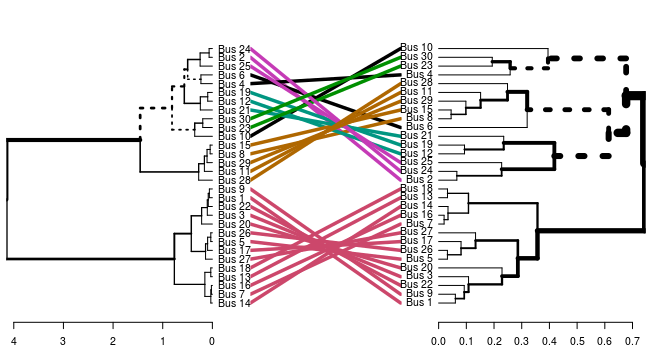 Bus 24
Bus 2
Bus 25
Bus 6
Bus 4
Bus 19
Bus 12
Bus 21
Bus 30
Bus 23
Bus 10
Bus 15
Bus 8
Bus 29
Bus 11
Bus 28
Bus 9
Bus 1
Bus 22
Bus 3
Bus 20
Bus 26
Bus 5
Bus 17
Bus 27
Bus 18
Bus 13
Bus 16
Bus 7
Bus 14
4 3 2 1 0
Bus 10
Bus 30
Bus 23
Bus 4
Bus 28
Bus 11
Bus 29
Bus 15
Bus 8
Bus 6
Bus 21
Bus 19
Bus 12
Bus 25
Bus 24
Bus 2
Bus 18
Bus 13
Bus 14
Bus 16
Bus 7
Bus 27
Bus 17
Bus 26
Bus 5
Bus 20
Bus 3
Bus 22
Bus 9
Bus 1
0.0 0.1 0.2 0.3 0.4 0.5 0.6 0.7